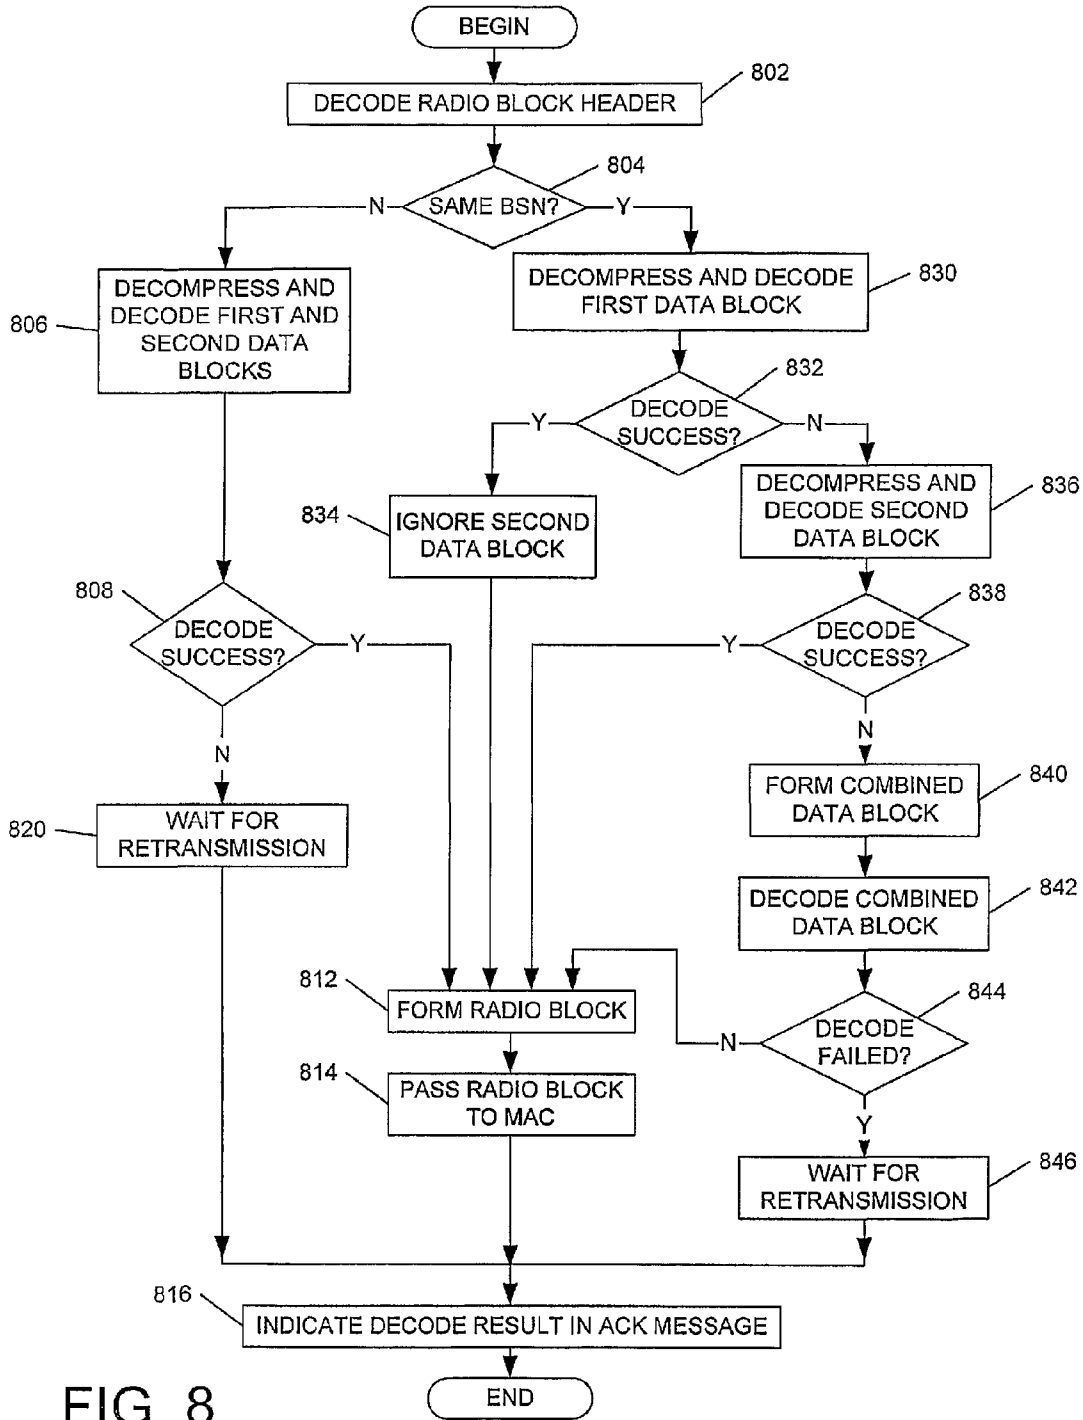 BEGIN
802
DECODE RADIO BLOCK HEADER
804
SAME BSN?
N
Y
806
DECOMPRESS AND
DECODE FIRST AND
SECOND DATA
BLOCKS
DECOMPRESS AND DECODE
FIRST DATA BLOCK
830
832
DECODE
SUCCESS?
Y
N
834
IGNORE SECOND
DATA BLOCK
DECOMPRESS AND
DECODE SECOND
DATA BLOCK
836
808
DECODE
SUCCESS?
Y
N
838
DECODE
SUCCESS?
Y
N
820
WAIT FOR
RETRANSMISSION
FORM COMBINED
DATA BLOCK
840
DECODE COMBINED
DATA BLOCK
842
812
FORM RADIO BLOCK
844
DECODE
FAILED?
N
Y
814
PASS RADIO BLOCK
TO MAC
WAIT FOR
RETRANSMISSION
846
816
INDICATE DECODE RESULT IN ACK MESSAGE
END
FIG. 8